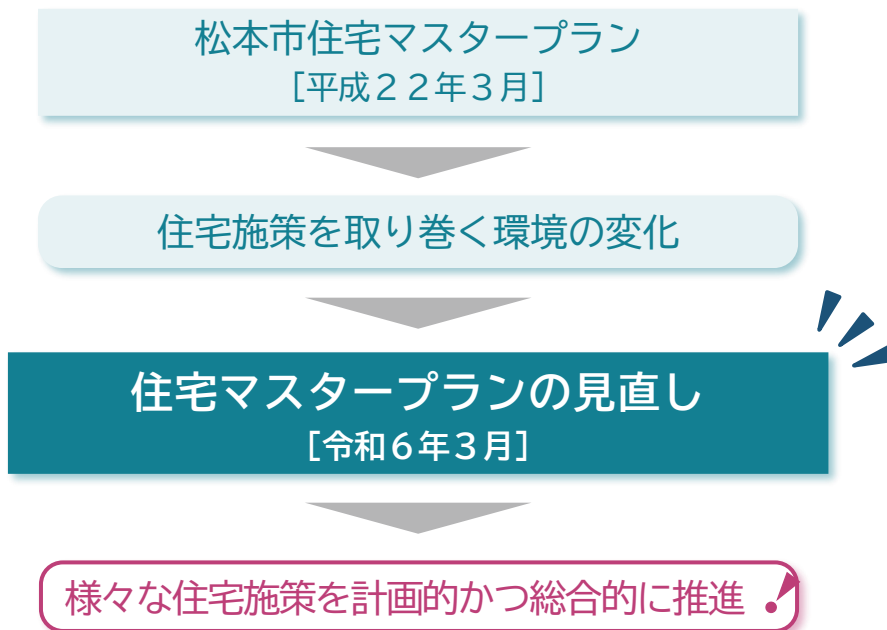 松本市住宅マスタープラン
[平成２２年３月]
住宅施策を取り巻く環境の変化
住宅マスタープランの見直し
[令和６年３月]
様々な住宅施策を計画的かつ総合的に推進！